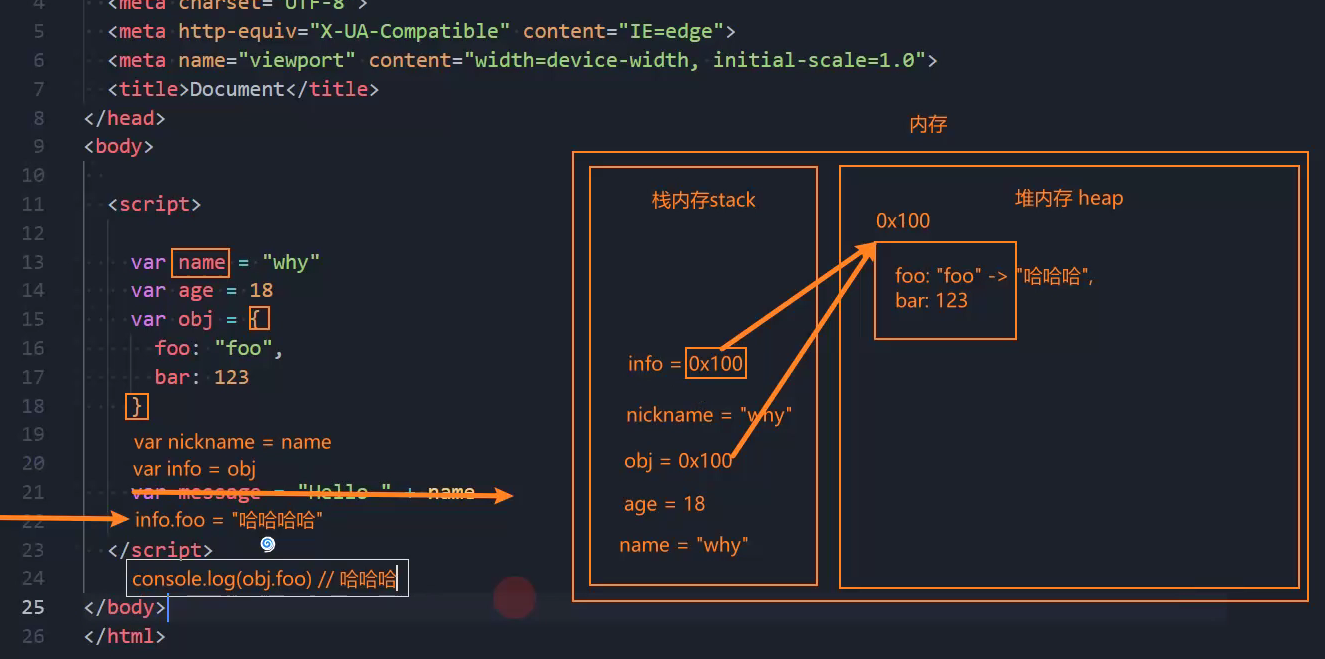 4 <meta charset="UTF-8">
5 <meta http-equiv="X-UA-Compatible" content="IE=edge">
6 <meta name="viewport" content="width=device-width, initial-scale=1.0">
7 <title>Document</title>
8 </head>
9 <body>
10
11 <script>
12
13 var name = "why"
14 var age = 18
15 var obj = {
16 foo: "foo",
17 bar: 123
18 }
19 var nickname = name
20 var info = obj
21 var message = "Hello " + name
22 info.foo = "哈哈哈哈"
23 </script>
24 console.log(obj.foo) // 哈哈哈
25 </body>
26 </html>
内存
栈内存stack
info = 0x100
nickname = "why"
obj = 0x100
age = 18
name = "why"
堆内存 heap
0x100
foo: "foo" -> "哈哈哈",
bar: 123